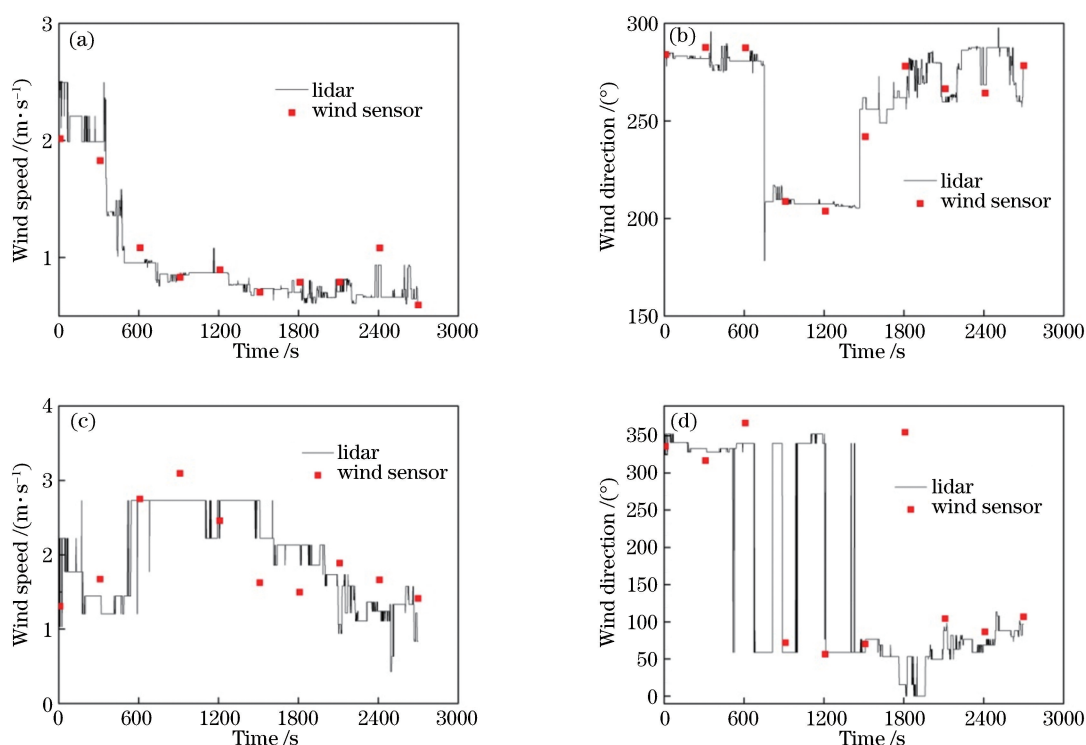 (a)
3
2
1
Wind speed /(m·s⁻¹)
lidar
wind sensor
0 600 1200 1800 2400 3000
Time /s
(b)
300
250
200
150
Wind direction /(°)
lidar
wind sensor
0 600 1200 1800 2400 3000
Time /s
(c)
4
3
2
1
0
Wind speed /(m·s⁻¹)
lidar
wind sensor
0 600 1200 1800 2400 3000
Time /s
(d)
350
300
250
200
150
100
50
0
Wind direction /(°)
lidar
wind sensor
0 600 1200 1800 2400 3000
Time /s